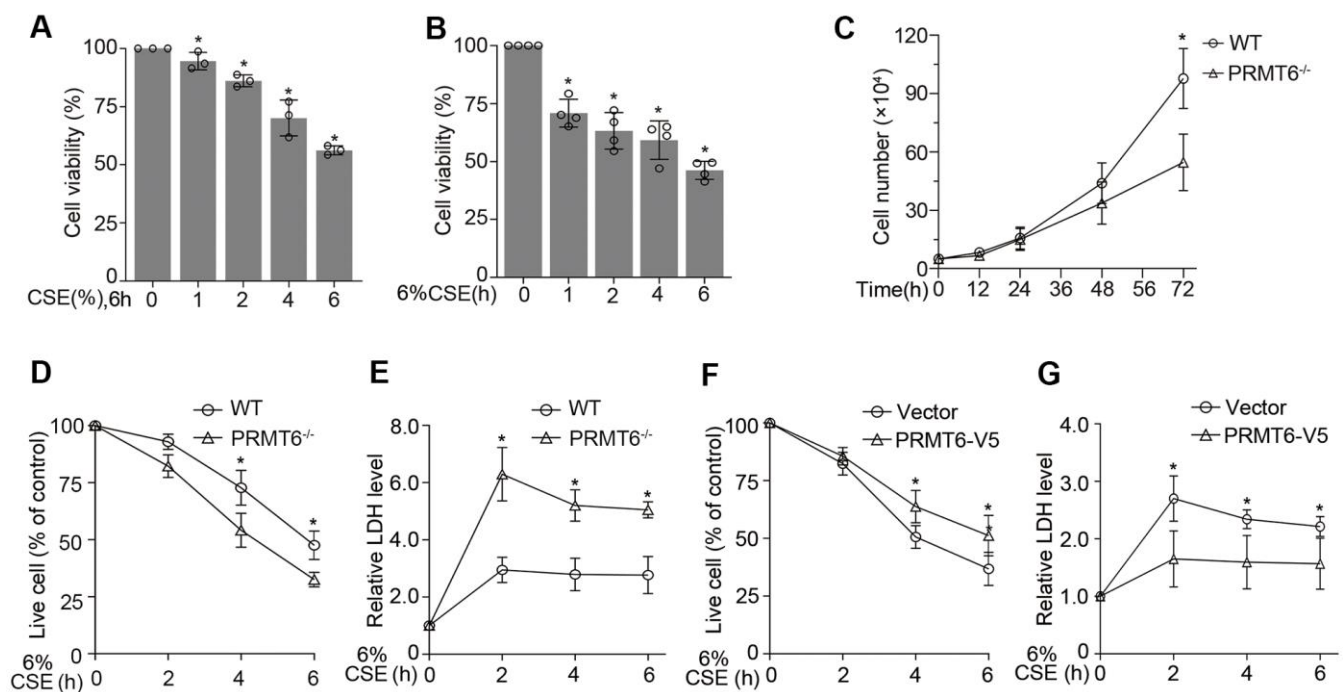 A
Cell viability (%)
100
75
50
25
0
CSE(%),6h 0 1 2 4 6
* * * *
B
Cell viability (%)
100
75
50
25
0
6%CSE(h) 0 1 2 4 6
* * * *
C
Cell number (×10⁴)
120
90
60
30
0
Time(h) 0 12 24 36 48 56 72
*
WT
PRMT6⁻/⁻
D
Live cell (% of control)
100
75
50
25
0
6%
CSE (h) 0 2 4 6
WT
PRMT6⁻/⁻
* *
E
Relative LDH level
8.0
6.0
4.0
2.0
0
6%
CSE (h) 0 2 4 6
WT
PRMT6⁻/⁻
* * *
F
Live cell (% of control)
100
75
50
25
0
6%
CSE (h) 0 2 4 6
Vector
PRMT6-V5
* *
G
Relative LDH level
4.0
3.0
2.0
1.0
0
6%
CSE (h) 0 2 4 6
Vector
PRMT6-V5
* * *